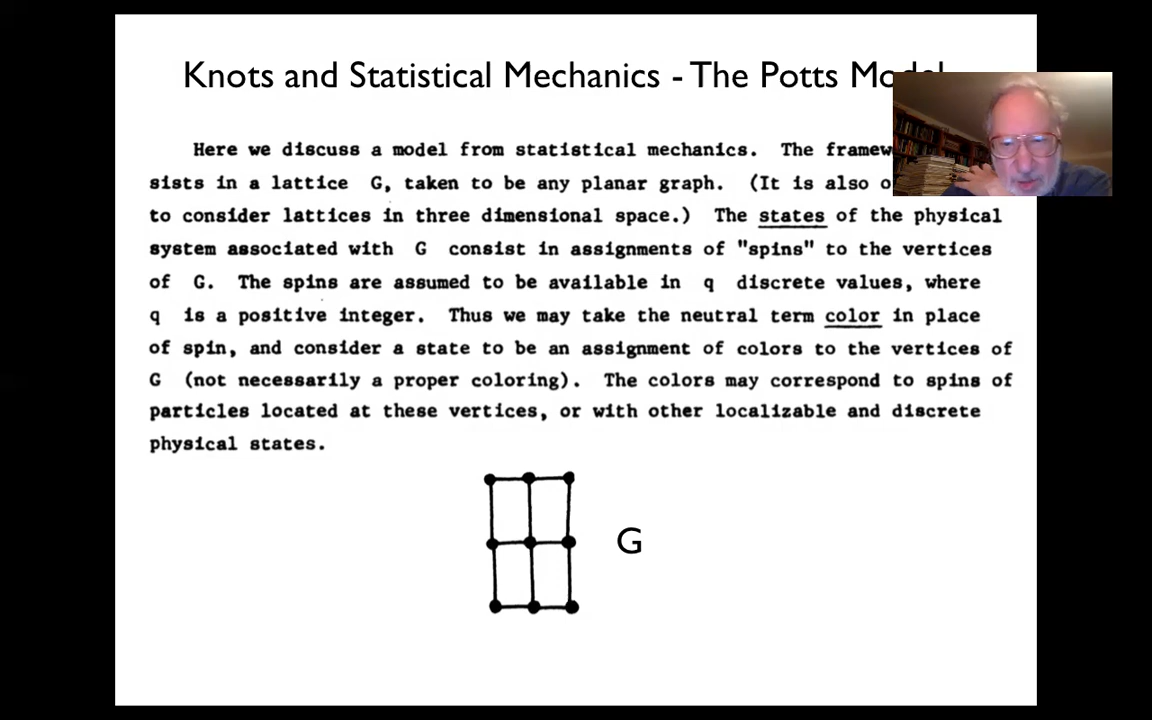 Knots and Statistical Mechanics - The Potts
Here we discuss a model from statistical mechanics. The
sists in a lattice G, taken to be any planar graph. (It is also
to consider lattices in three dimensional space.) The states of the physical
system associated with G consist in assignments of "spins" to the vertices
of G. The spins are assumed to be available in q discrete values, where
q is a positive integer. Thus we may take the neutral term color in place
of spin, and consider a state to be an assignment of colors to the vertices of
G (not necessarily a proper coloring). The colors may correspond to spins of
particles located at these vertices, or with other localizable and discrete
physical states.
G